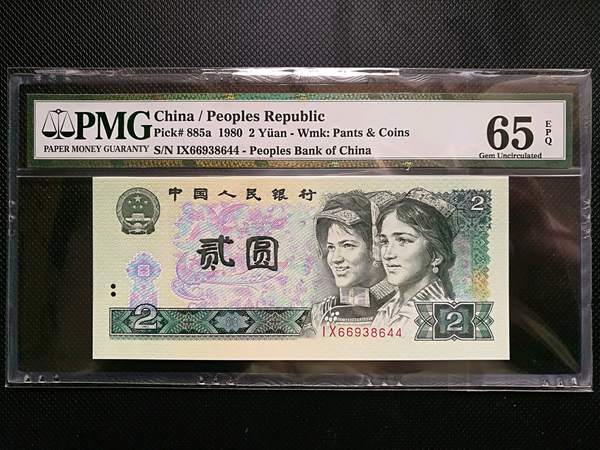 PMG
PAPER MONEY GUARANTY
China / Peoples Republic
Pick# 885a 1980 2 Yüan - Wmk: Pants & Coins
S/N IX66938644 - Peoples Bank of China
65 EPQ
Gem Uncirculated
中国人民银行
贰圆
2
2
2
IX66938644